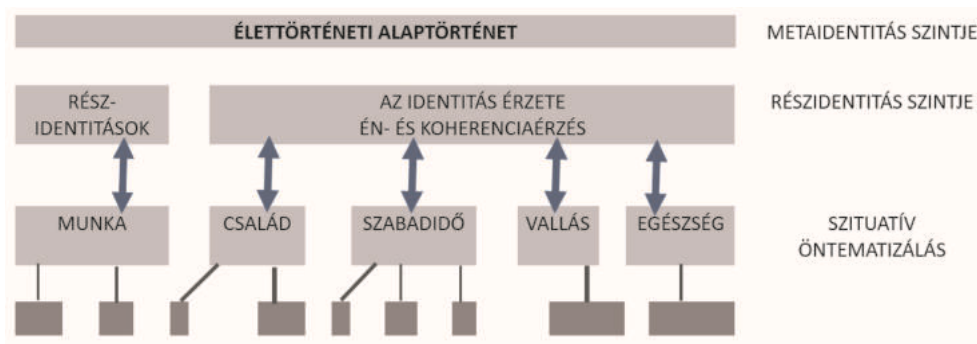 ÉLETTÖRTÉNETI ALAPTÖRTÉNET
METAIDENTITÁS SZINTJE
RÉSZ-
IDENTITÁSOK
AZ IDENTITÁS ÉRZETE
ÉN- ÉS KOHERENCIAÉRZÉS
RÉSZIDENTITÁS SZINTJE
MUNKA
CSALÁD
SZABADIDŐ
VALLÁS
EGÉSZSÉG
SZITUATÍV
ÖNTEMATIZÁLÁS